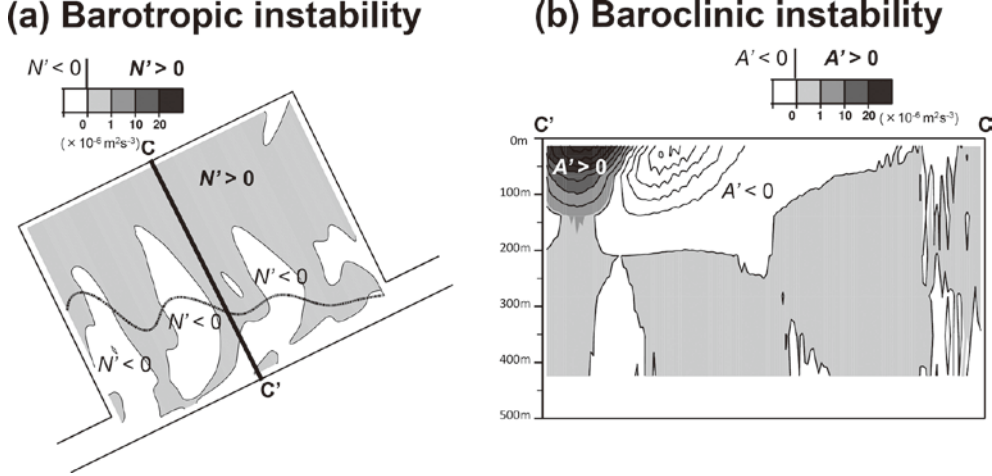 (a) Barotropic instability
N' < 0 N' > 0
0 1 10 20
(× 10⁻⁶ m²s⁻³)
C
N' > 0
N' < 0
N' < 0
N' < 0
C'
(b) Baroclinic instability
A' < 0 A' > 0
0 1 10 20
(× 10⁻⁶ m²s⁻³)
C' C
0m
A' > 0
A' < 0
100m
200m
300m
400m
500m